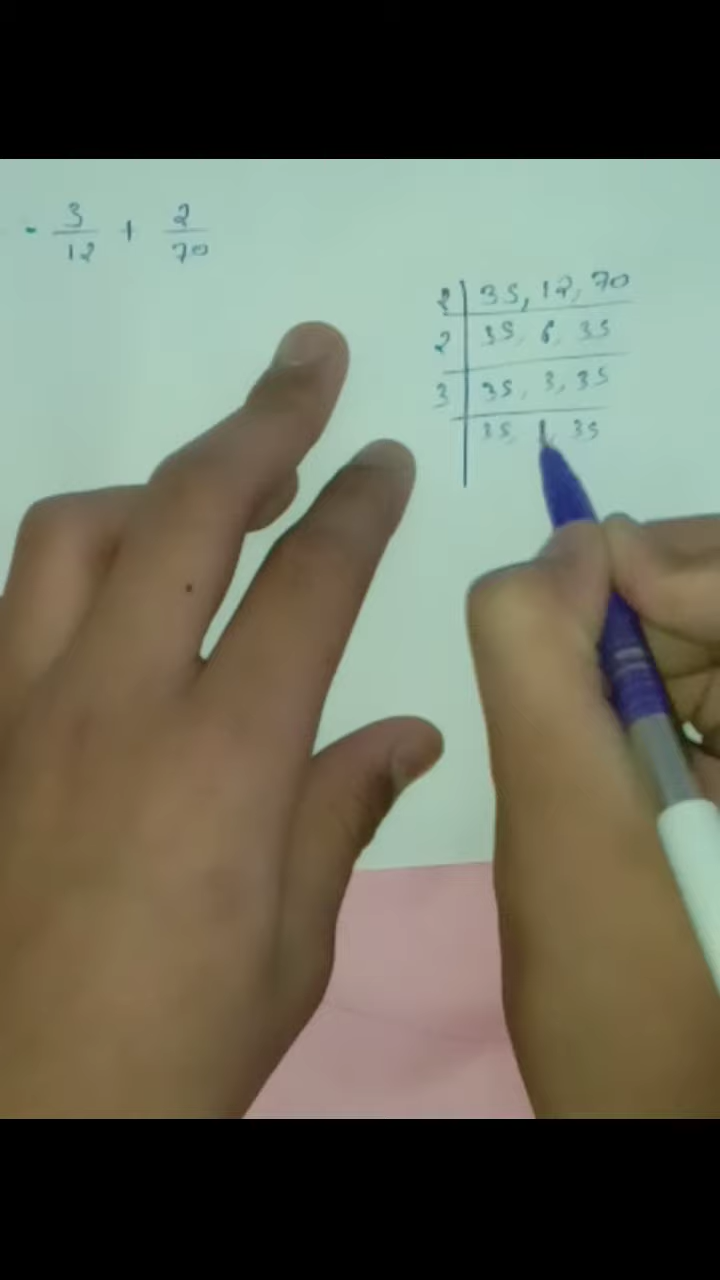 - 3/12 + 2/70
2 | 35, 12, 70
2 | 35, 6, 35
3 | 35, 3, 35
35, 1, 35